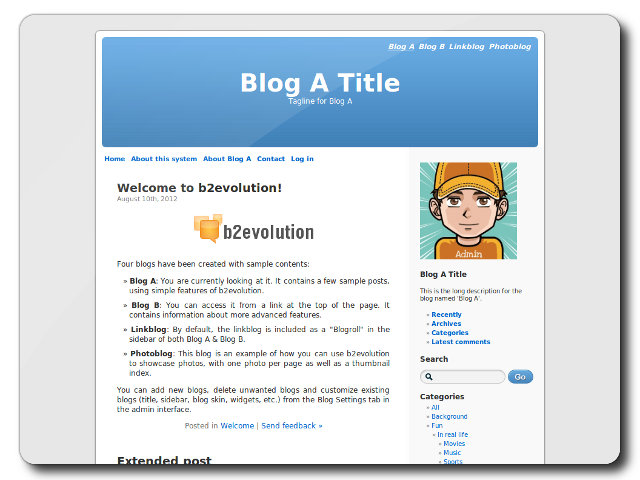 Blog A Blog B Linkblog Photoblog
Blog A Title
Tagline for Blog A
Home About this system About Blog A Contact Log in
Welcome to b2evolution!
August 10th, 2012
b2evolution
Four blogs have been created with sample contents:
» Blog A: You are currently looking at it. It contains a few sample posts,
using simple features of b2evolution.
» Blog B: You can access it from a link at the top of the page. It
contains information about more advanced features.
» Linkblog: By default, the linkblog is included as a "Blogroll" in the
sidebar of both Blog A & Blog B.
» Photoblog: This blog is an example of how you can use b2evolution
to showcase photos, with one photo per page as well as a thumbnail
index.
You can add new blogs, delete unwanted blogs and customize existing
blogs (title, sidebar, blog skin, widgets, etc.) from the Blog Settings tab in
the admin interface.
Posted in Welcome | Send feedback »
Extended post
Admin
Blog A Title
This is the long description for the
blog named 'Blog A'.
» Recently
» Archives
» Categories
» Latest comments
Search
Go
Categories
» All
» Background
» Fun
» In real life
» Movies
» Music
» Sports